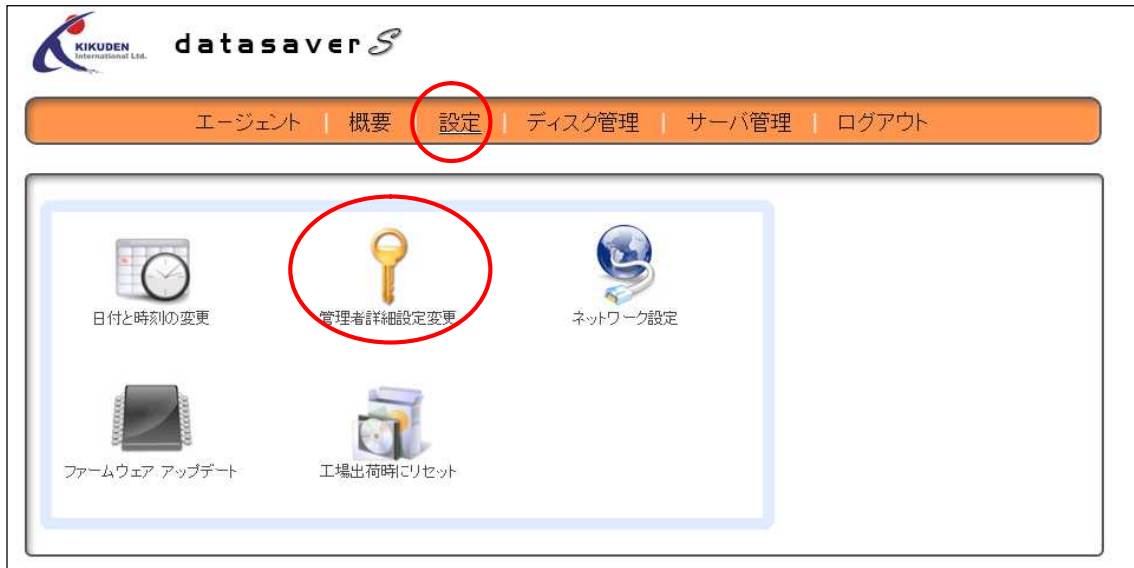 KIKUDEN
International Ltd.
datasaver S
エージェント | 概要 | 設定 | ディスク管理 | サーバ管理 | ログアウト
日付と時刻の変更
管理者詳細設定変更
ネットワーク設定
ファームウェア アップデート
工場出荷時にリセット